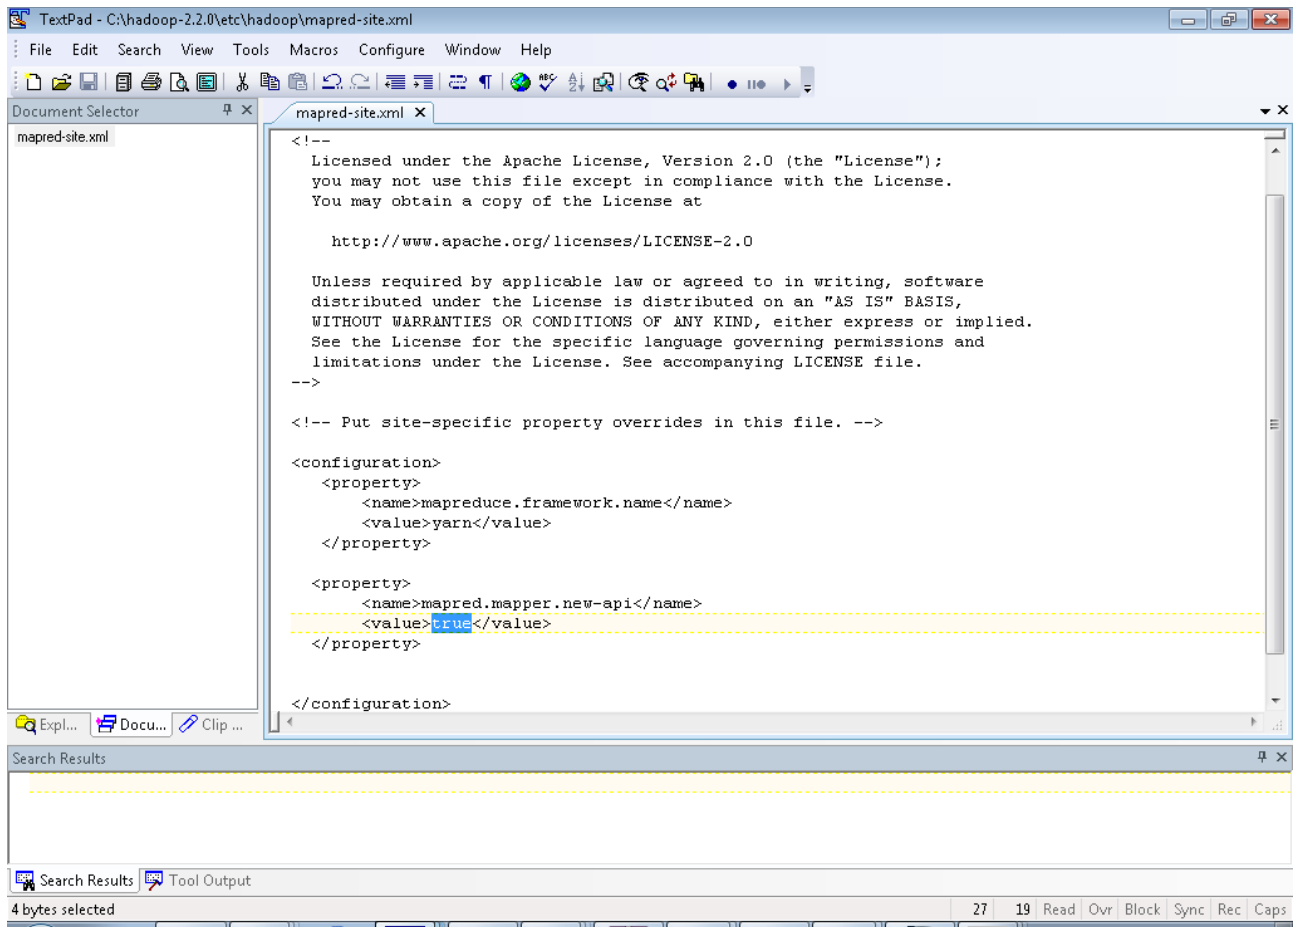 TextPad - C:\hadoop-2.2.0\etc\hadoop\mapred-site.xml
File Edit Search View Tools Macros Configure Window Help
Document Selector
mapred-site.xml
mapred-site.xml
<!--
Licensed under the Apache License, Version 2.0 (the "License");
you may not use this file except in compliance with the License.
You may obtain a copy of the License at
http://www.apache.org/licenses/LICENSE-2.0
Unless required by applicable law or agreed to in writing, software
distributed under the License is distributed on an "AS IS" BASIS,
WITHOUT WARRANTIES OR CONDITIONS OF ANY KIND, either express or implied.
See the License for the specific language governing permissions and
limitations under the License. See accompanying LICENSE file.
-->
<!-- Put site-specific property overrides in this file. -->
<configuration>
<property>
<name>mapreduce.framework.name</name>
<value>yarn</value>
</property>
<property>
<name>mapred.mapper.new-api</name>
<value>true</value>
</property>
</configuration>
Expl... Docu... Clip ...
Search Results
Search Results Tool Output
4 bytes selected 27 19 Read Ovr Block Sync Rec Caps